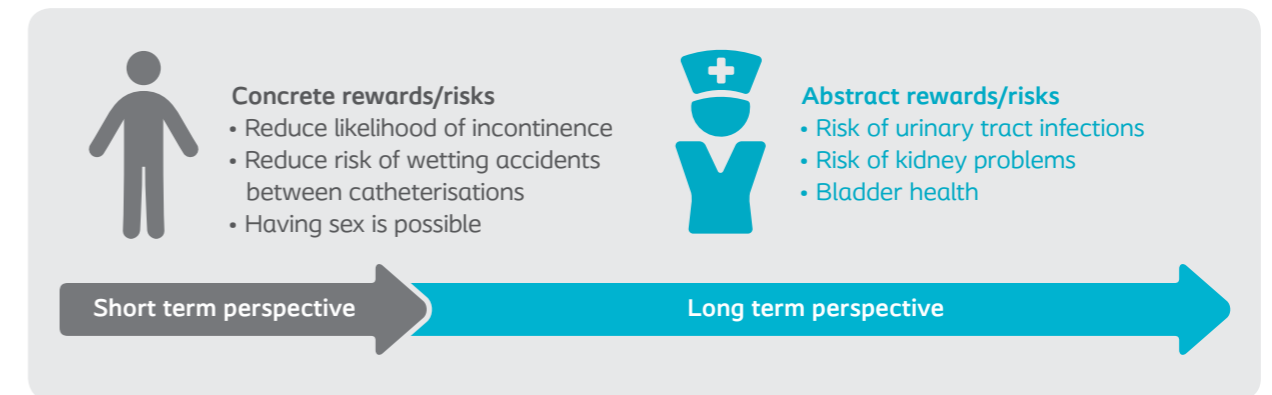 Concrete rewards/risks
• Reduce likelihood of incontinence
• Reduce risk of wetting accidents
between catheterisations
• Having sex is possible
Abstract rewards/risks
• Risk of urinary tract infections
• Risk of kidney problems
• Bladder health
Short term perspective
Long term perspective